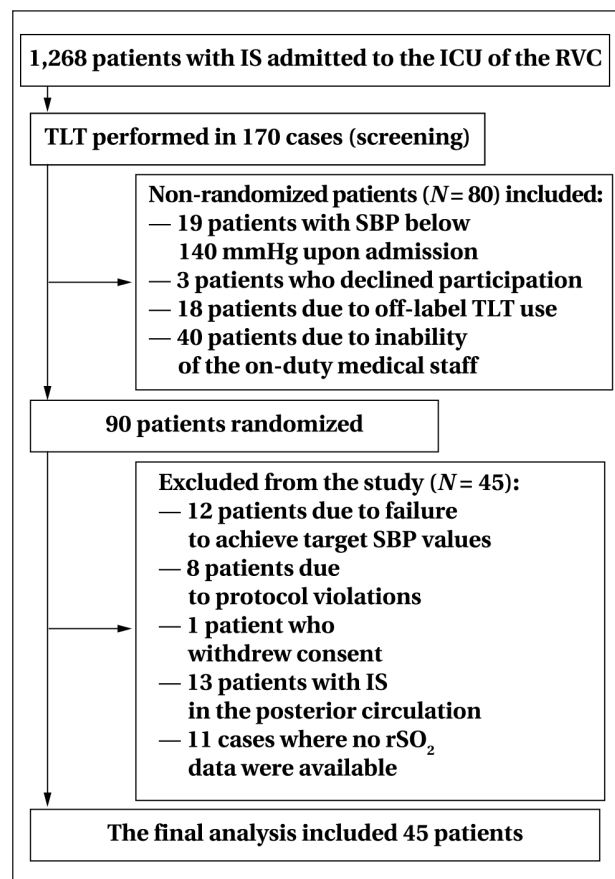 1,268 patients with IS admitted to the ICU of the RVC
TLT performed in 170 cases (screening)
Non-randomized patients (N = 80) included:
— 19 patients with SBP below
140 mmHg upon admission
— 3 patients who declined participation
— 18 patients due to off-label TLT use
— 40 patients due to inability
of the on-duty medical staff
90 patients randomized
Excluded from the study (N = 45):
— 12 patients due to failure
to achieve target SBP values
— 8 patients due
to protocol violations
— 1 patient who
withdrew consent
— 13 patients with IS
in the posterior circulation
— 11 cases where no rSO₂
data were available
The final analysis included 45 patients